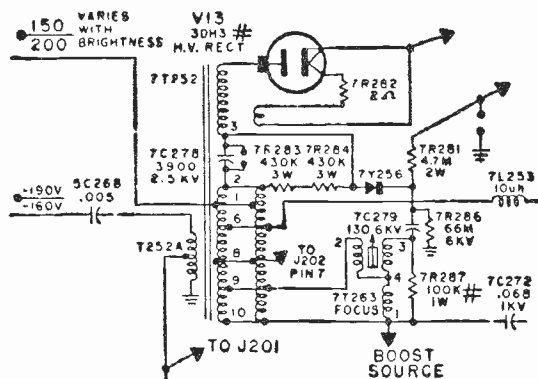 150
200
VARIES
WITH
BRIGHTNESS
V13
3DH3 #
H.V. RECT
7T252
7R282
2Ω
3
7C278
3900
2.5KV
7R283
430K
3W
7R284
430K
3W
7Y256
7R281
4.7M
2W
7L253
10uh
2
1
-190V
-160V
5C268
.005
6
7C279
130.6KV
7R286
66M
6KV
T252A
8
TO
J202
PIN 7
2
3
4
9
7T263
FOCUS
7R287
100K #
1W
7C272
.068
1KV
10
1
TO J201
BOOST
SOURCE